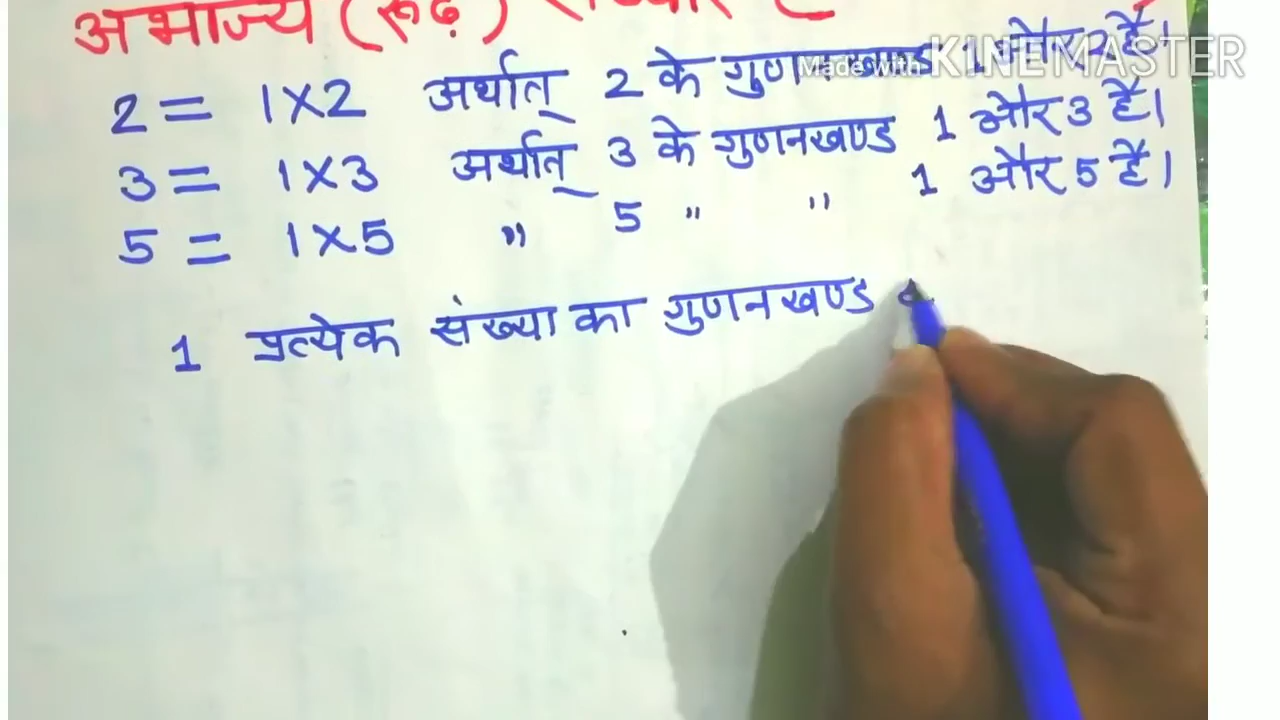 अभाज्य (रूढ़)
2 = 1×2 अर्थात् 2 के गुणनखण्ड 1 और 2 हैं।
Made with KINEMASTER
3 = 1×3 अर्थात् 3 के गुणनखण्ड 1 और 3 हैं।
5 = 1×5 " 5 " " 1 और 5 हैं।
1 प्रत्येक संख्या का गुणनखण्ड